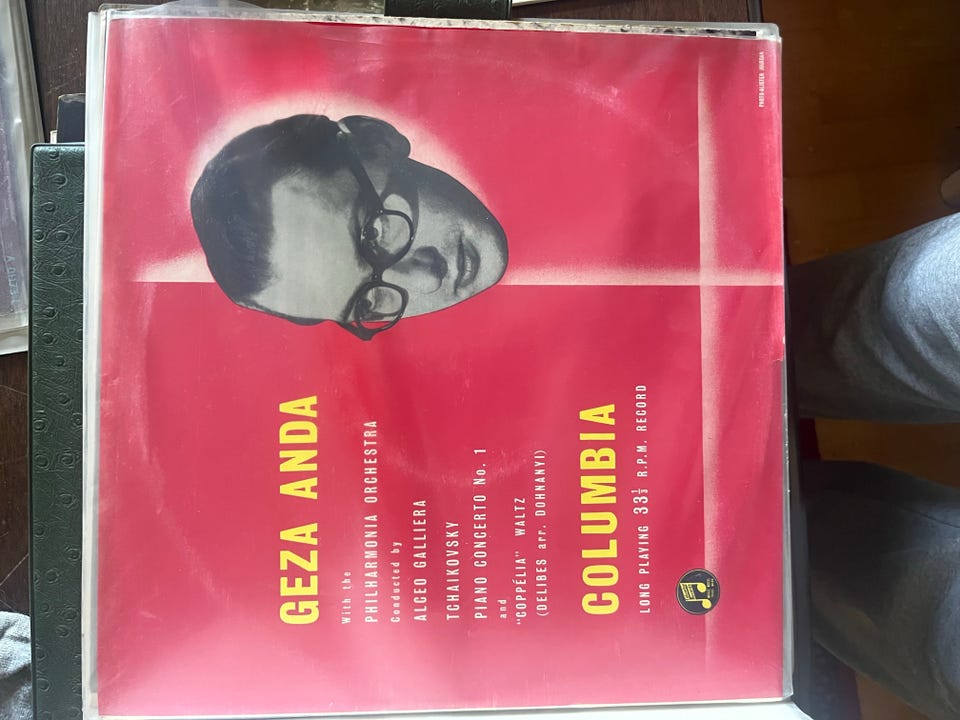 GEZA ANDA
With the
PHILHARMONIA ORCHESTRA
Conducted by
ALCEO GALLIERA
TCHAIKOVSKY
PIANO CONCERTO No. 1
and
"COPPÉLIA" WALTZ
(DELIBES arr. DOHNANYI)
COLUMBIA
LONG PLAYING 33⅓ R.P.M. RECORD